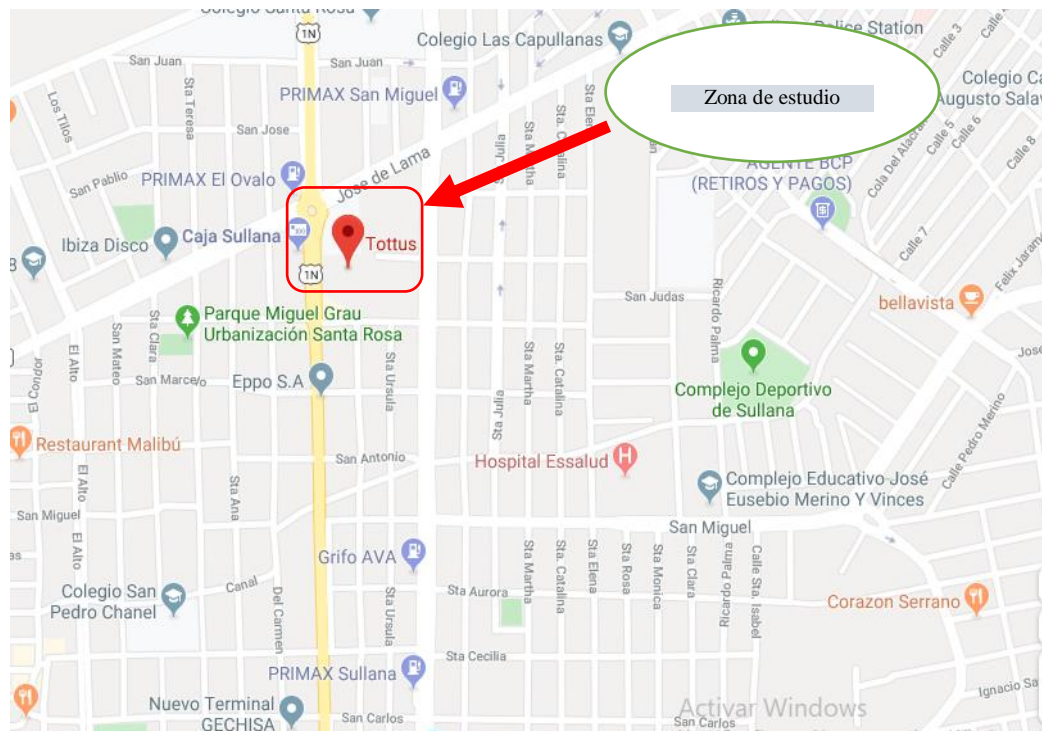 Colegio Santa Rosa
1N
Colegio Las Capullanas
Police Station
Calle 3
San Juan
San Juan
Los Tilos
Sta Teresa
PRIMAX San Miguel
Zona de estudio
Colegio
Augusto
Calle 5
Calle 6
Calle 8
San Jose
Sta Julia
Sta. Catalina
Sta Elena
Jose de Lama
AGENTE BCP
(RETIROS Y PAGOS)
Cola Del Alacran
San Pablio
PRIMAX El Ovalo
Ibiza Disco
Caja Sullana
Tottus
1N
Calle 7
San Judas
Ricardo Palma
bellavista
Parque Miguel Grau
Urbanización Santa Rosa
Sta Clara
San Mateo
El Alto
El Condor
San Marcelo
Eppo S.A
Sta Ursula
Sta Martha
Sta. Catalina
Sta Julia
Complejo Deportivo
de Sullana
Calle Pedro Merino
Restaurant Malibú
San Antonio
Hospital Essalud
Complejo Educativo José
Eusebio Merino Y Vinces
El Alto
Sta Ana
San Miguel
San Miguel
El Alto
Grifo AVA
Sta Martha
Sta. Catalina
Sta Elena
Sta Rosa
Sta Monica
Sta Clara
Ricardo Palma
Calle Sta. Isabel
Colegio San
Pedro Chanel
Canal
Del Carmen
Sta Ursula
Sta Aurora
Corazon Serrano
Sta Cecilia
PRIMAX Sullana
Nuevo Terminal
GECHISA
San Carlos
Activar Windows
San Carlos